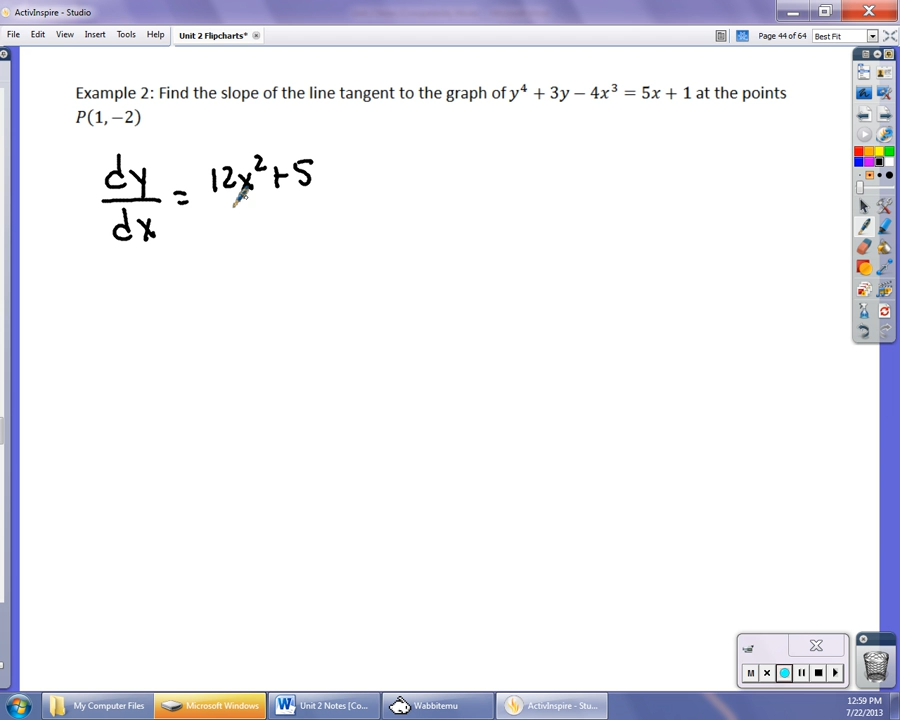 ActivInspire - Studio
File Edit View Insert Tools Help Unit 2 Flipcharts* Page 44 of 64 Best Fit
Example 2: Find the slope of the line tangent to the graph of y⁴ + 3y − 4x³ = 5x + 1 at the points
P(1, −2)
dy/dx = 12x² + 5
M
My Computer Files Microsoft Windows Unit 2 Notes [Co... Wabbitemu ActivInspire - Stu... 12:59 PM
7/22/2013